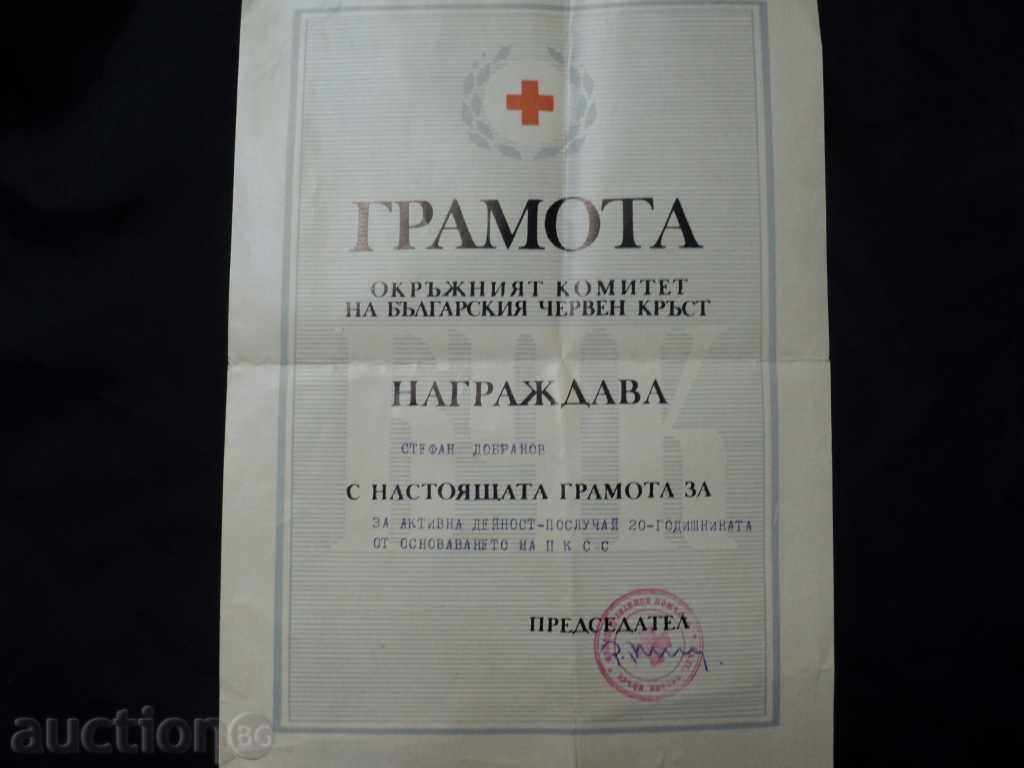 ГРАМОТА
ОКРЪЖНИЯТ КОМИТЕТ
НА БЪЛГАРСКИЯ ЧЕРВЕН КРЪСТ
БЧК
НАГРАЖДАВА
СТЕФАН ДОБРАНОВ
С НАСТОЯЩАТА ГРАМОТА ЗА
ЗА АКТИВНА ДЕЙНОСТ-ПОСЛУЧАЙ 20-ГОДИШНИНАТА
ОТ ОСНОВАВАНЕТО НА П К С С
ПРЕДСЕДАТЕЛ
auction BG